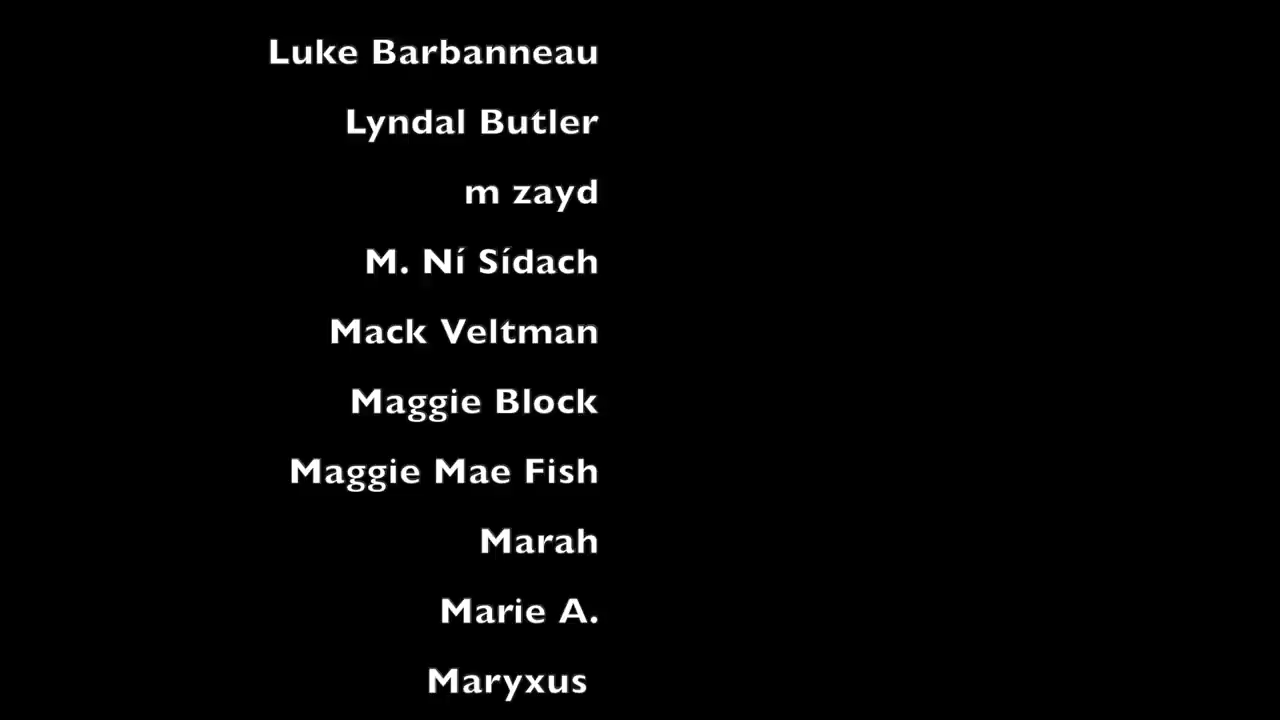 Luke Barbanneau
Lyndal Butler
m zayd
M. Ní Sídach
Mack Veltman
Maggie Block
Maggie Mae Fish
Marah
Marie A.
Maryxus